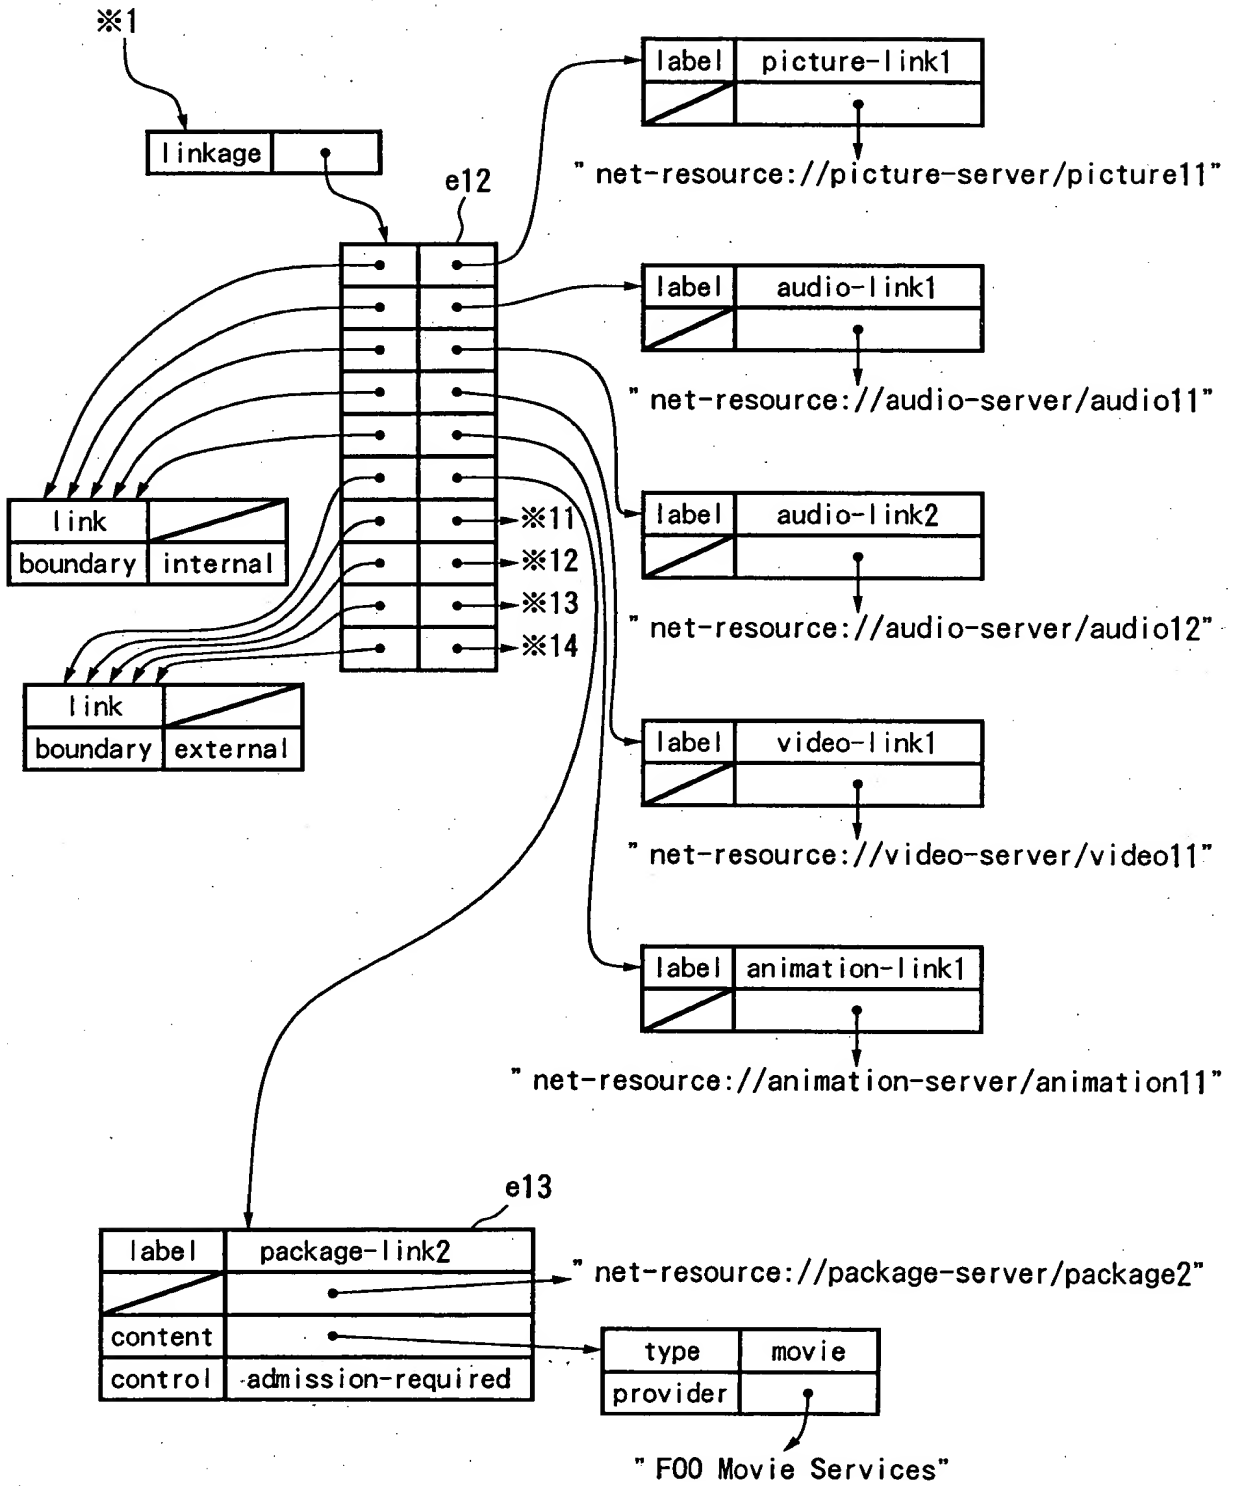 ※1
label picture-link1
" net-resource://picture-server/picture11"
linkage
e12
label audio-link1
" net-resource://audio-server/audio11"
link
boundary internal
※11
※12
※13
※14
label audio-link2
" net-resource://audio-server/audio12"
link
boundary external
label video-link1
" net-resource://video-server/video11"
label animation-link1
" net-resource://animation-server/animation11"
e13
label package-link2
" net-resource://package-server/package2"
content
control admission-required
type movie
provider
" FOO Movie Services"